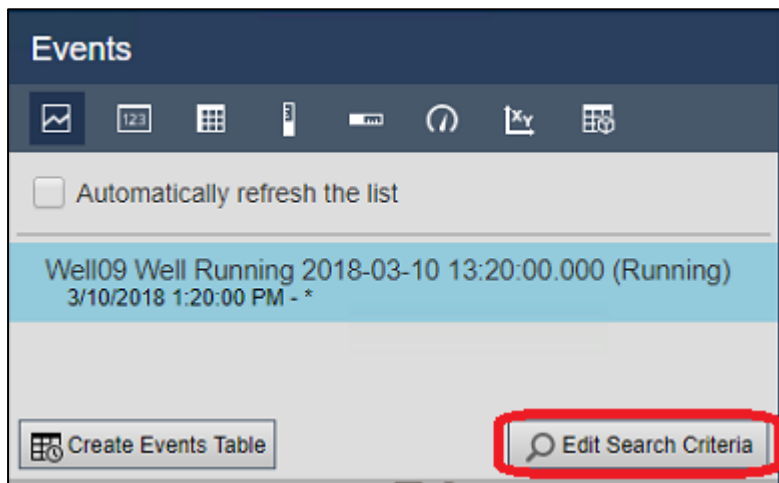 Events
123
XY
Automatically refresh the list
Well09 Well Running 2018-03-10 13:20:00.000 (Running)
3/10/2018 1:20:00 PM - *
Create Events Table
Edit Search Criteria